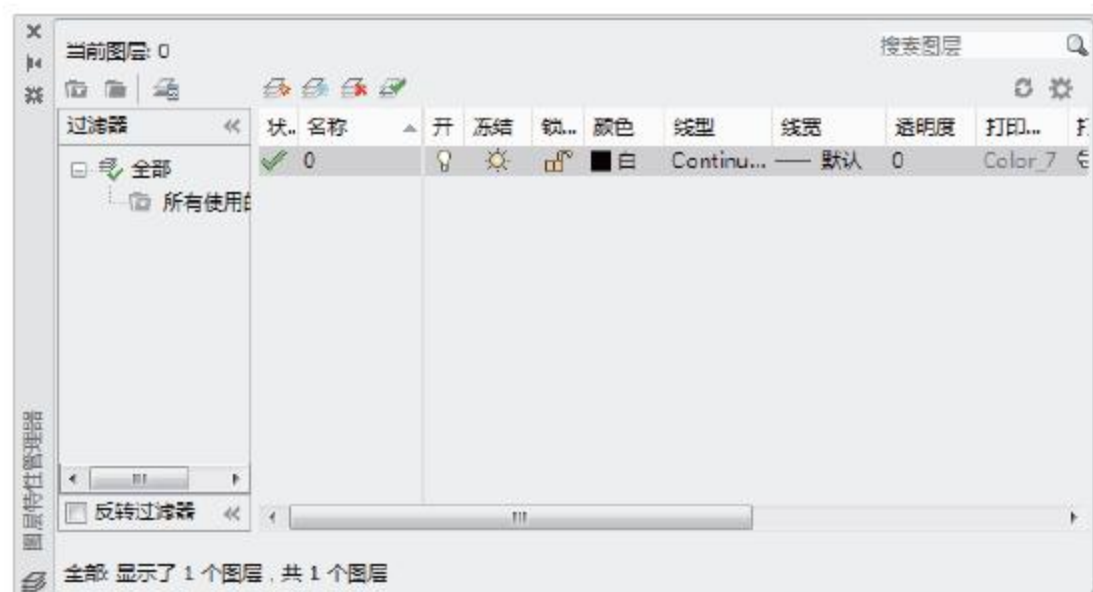 当前图层: 0
搜索图层
过滤器
状.. 名称 开 冻结 锁... 颜色 线型 线宽 透明度 打印... 打
全部
0 白 Continu... 默认 0 Color_7
所有使用的
反转过滤器
图层特性管理器
全部: 显示了 1 个图层 , 共 1 个图层